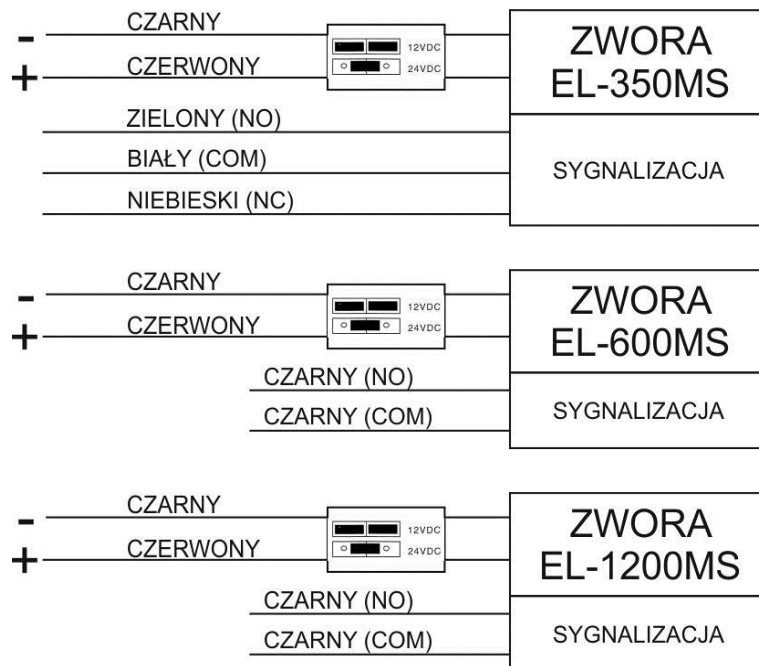 CZARNY
-
12VDC
ZWORA
EL-350MS
CZERWONY
+
24VDC
ZIELONY (NO)
BIAŁY (COM)
SYGNALIZACJA
NIEBIESKI (NC)
CZARNY
-
12VDC
ZWORA
EL-600MS
CZERWONY
+
24VDC
CZARNY (NO)
CZARNY (COM)
SYGNALIZACJA
CZARNY
-
12VDC
ZWORA
EL-1200MS
CZERWONY
+
24VDC
CZARNY (NO)
CZARNY (COM)
SYGNALIZACJA